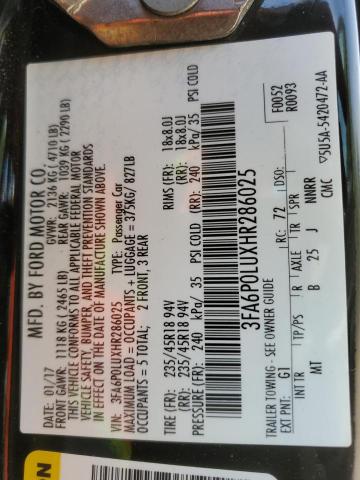 MFD. BY FORD MOTOR CO.
DATE: 01/17 GVWR: 2136 KG ( 4710 LB)
FRONT GAWR: 1118 KG ( 2465 LB) REAR GAWR: 1039 KG ( 2290 LB)
THIS VEHICLE CONFORMS TO ALL APPLICABLE FEDERAL MOTOR
VEHICLE SAFETY, BUMPER, AND THEFT PREVENTION STANDARDS
IN EFFECT ON THE DATE OF MANUFACTURE SHOWN ABOVE.
VIN: 3FA6P0LUXHR286025 TYPE: Passenger Car
MAXIMUM LOAD = OCCUPANTS + LUGGAGE = 375KG/ 827LB
OCCUPANTS = 5 TOTAL: 2 FRONT, 3 REAR
TIRE (FR): 235/45R18 94V RIMS (FR): 18x8.0J
TIRE (RR): 235/45R18 94V RIMS (RR): 18x8.0J
PRESSURE (FR): 240 kPa/ 35 PSI COLD (RR): 240 kPa/ 35 PSI COLD
3FA6P0LUXHR286025 F0052
R0093
TRAILER TOWING - SEE OWNER GUIDE
EXT PNT: G1 RC: 72 DSO:
INT TR TP/PS R AXLE TR SPR
MT B 25 J NNRR
CMC ▽5U5A-5420472-AA
ON